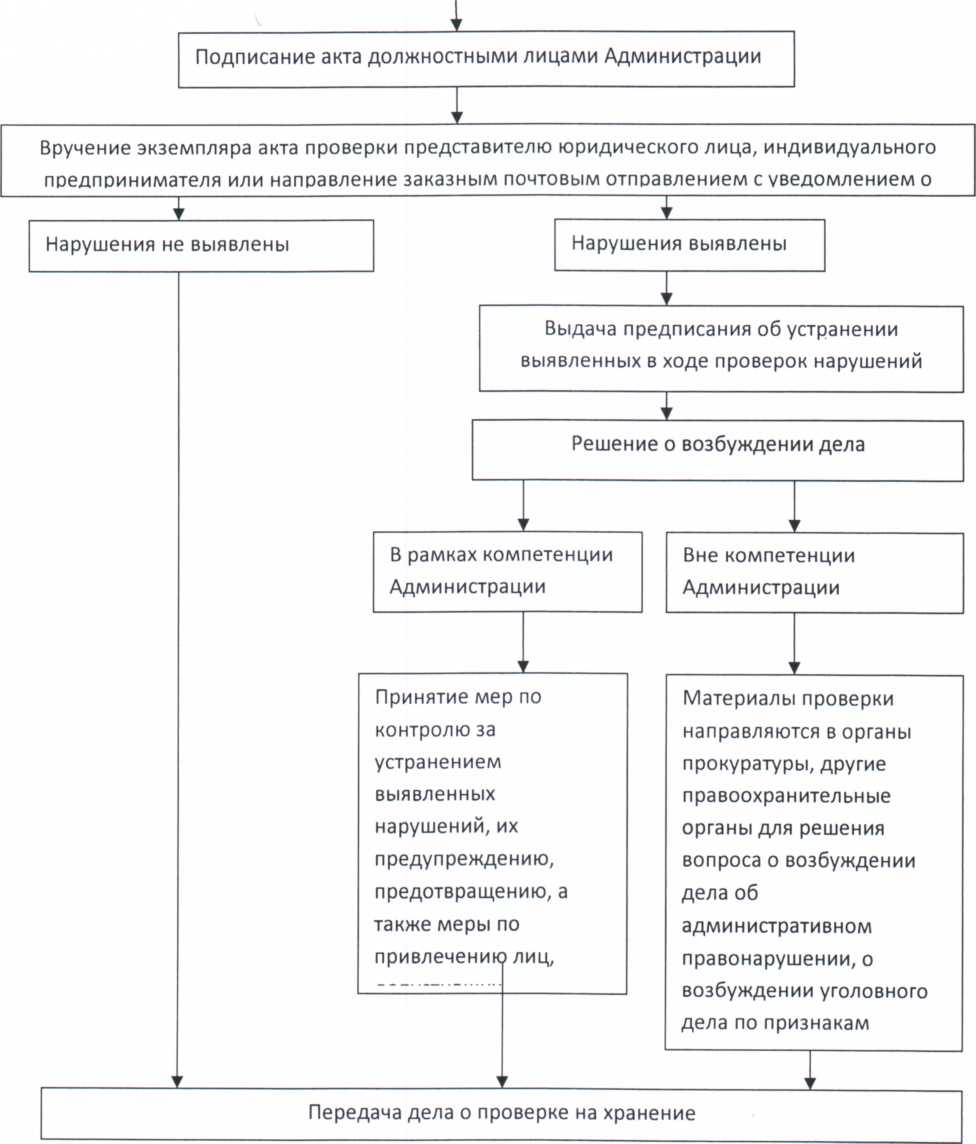 Подписание акта должностными лицами Администрации
Вручение экземпляра акта проверки представителю юридического лица, индивидуального
предпринимателя или направление заказным почтовым отправлением с уведомлением о
Нарушения не выявлены
Нарушения выявлены
Выдача предписания об устранении
выявленных в ходе проверок нарушений
Решение о возбуждении дела
В рамках компетенции
Администрации
Вне компетенции
Администрации
Принятие мер по
контролю за
устранением
выявленных
нарушений, их
предупреждению,
предотвращению, а
также меры по
привлечению лиц,
Материалы проверки
направляются в органы
прокуратуры, другие
правоохранительные
органы для решения
вопроса о возбуждении
дела об
административном
правонарушении, о
возбуждении уголовного
дела по признакам
Передача дела о проверке на хранение